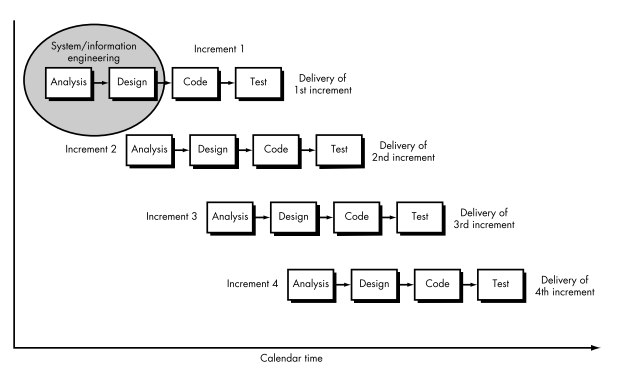 System/information
engineering
Increment 1
Analysis
Design
Code
Test
Delivery of
1st increment
Increment 2
Analysis
Design
Code
Test
Delivery of
2nd increment
Increment 3
Analysis
Design
Code
Test
Delivery of
3rd increment
Increment 4
Analysis
Design
Code
Test
Delivery of
4th increment
Calendar time